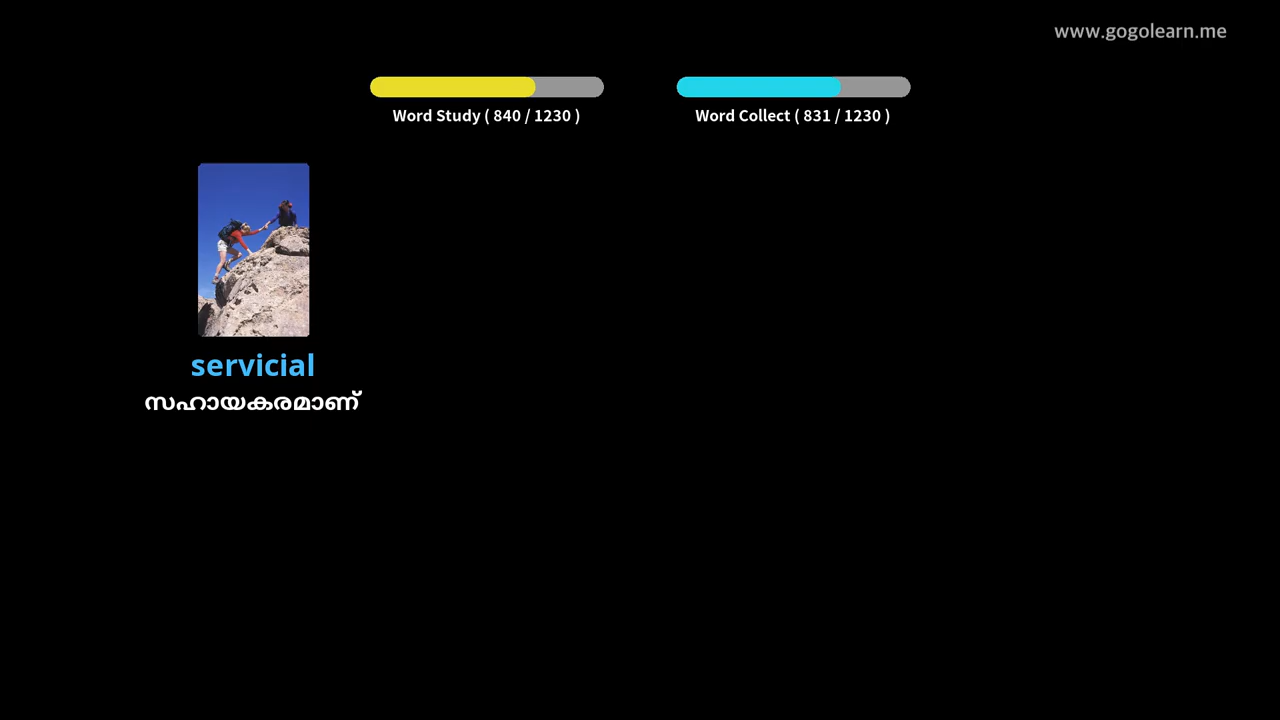 www.gogolearn.me
Word Study ( 840 / 1230 )
Word Collect ( 831 / 1230 )
servicial
സഹായകരമാണ്